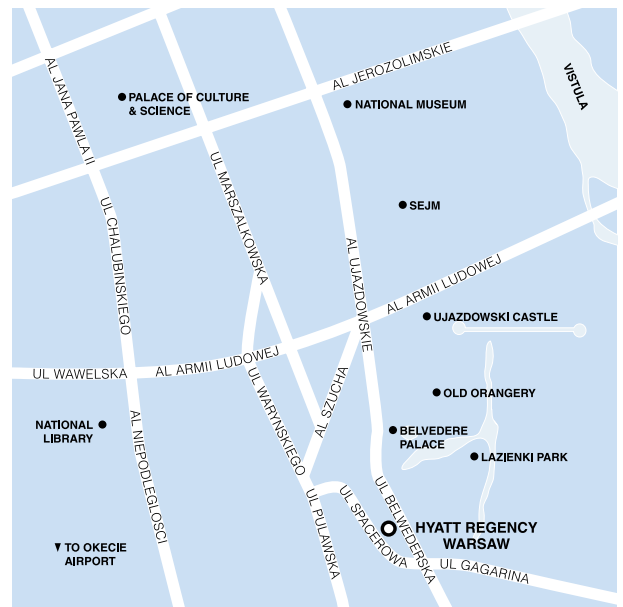 AL JEROZOLIMSKIE
VISTULA
AL JANA PAWLA II
PALACE OF CULTURE
& SCIENCE
NATIONAL MUSEUM
UL MARSZALKOWSKA
UL CHALUBINSKIEGO
SEJM
AL UJAZDOWSKIE
AL ARMII LUDOWEJ
UJAZDOWSKI CASTLE
UL WAWELSKA
AL ARMII LUDOWEJ
UL WARYNSKIEGO
AL SZUCHA
OLD ORANGERY
NATIONAL
LIBRARY
AL NIEPODLEGLOSCI
BELVEDERE
PALACE
LAZIENKI PARK
UL PULAWSKA
UL SPACEROWA
UL BELWEDERSKA
HYATT REGENCY
WARSAW
TO OKECIE
AIRPORT
UL GAGARINA